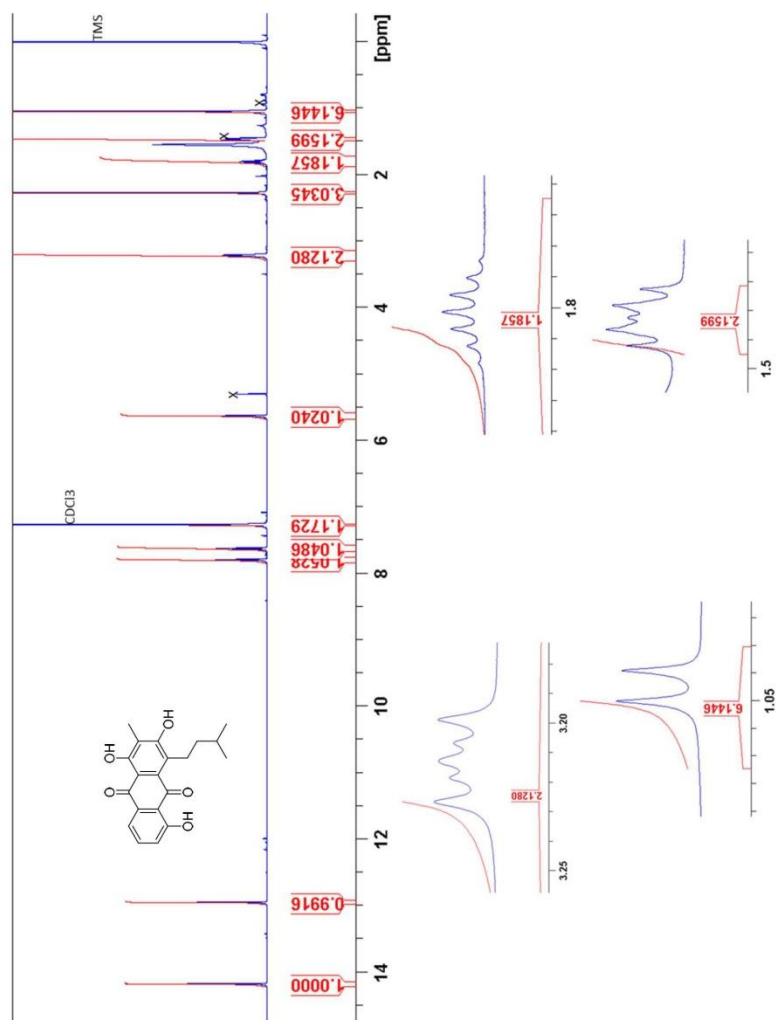 TMS
CDCl3
x
x
x
[ppm]
2
4
6
8
10
12
14
6.1446
2.1599
1.1857
3.0345
2.1280
1.0240
1.1729
1.0486
1.0528
0.9916
1.0000
O
OH
OH
O
OH
1.1857
1.8
2.1599
1.5
2.1280
3.20
3.25
6.1446
1.05